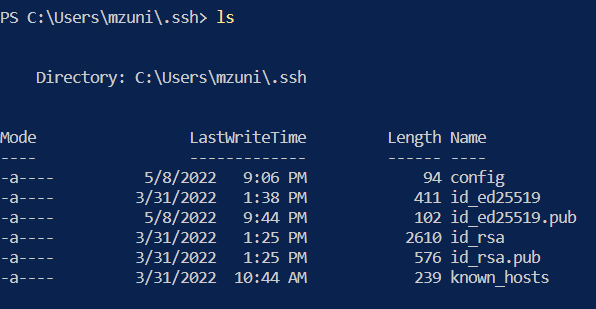 PS C:\Users\mzuni\.ssh> ls
Directory: C:\Users\mzuni\.ssh
Mode                 LastWriteTime         Length Name
----                 -------------         ------ ----
-a----          5/8/2022   9:06 PM             94 config
-a----         3/31/2022   1:38 PM            411 id_ed25519
-a----          5/8/2022   9:44 PM            102 id_ed25519.pub
-a----         3/31/2022   1:25 PM           2610 id_rsa
-a----         3/31/2022   1:25 PM            576 id_rsa.pub
-a----         3/31/2022  10:44 AM            239 known_hosts